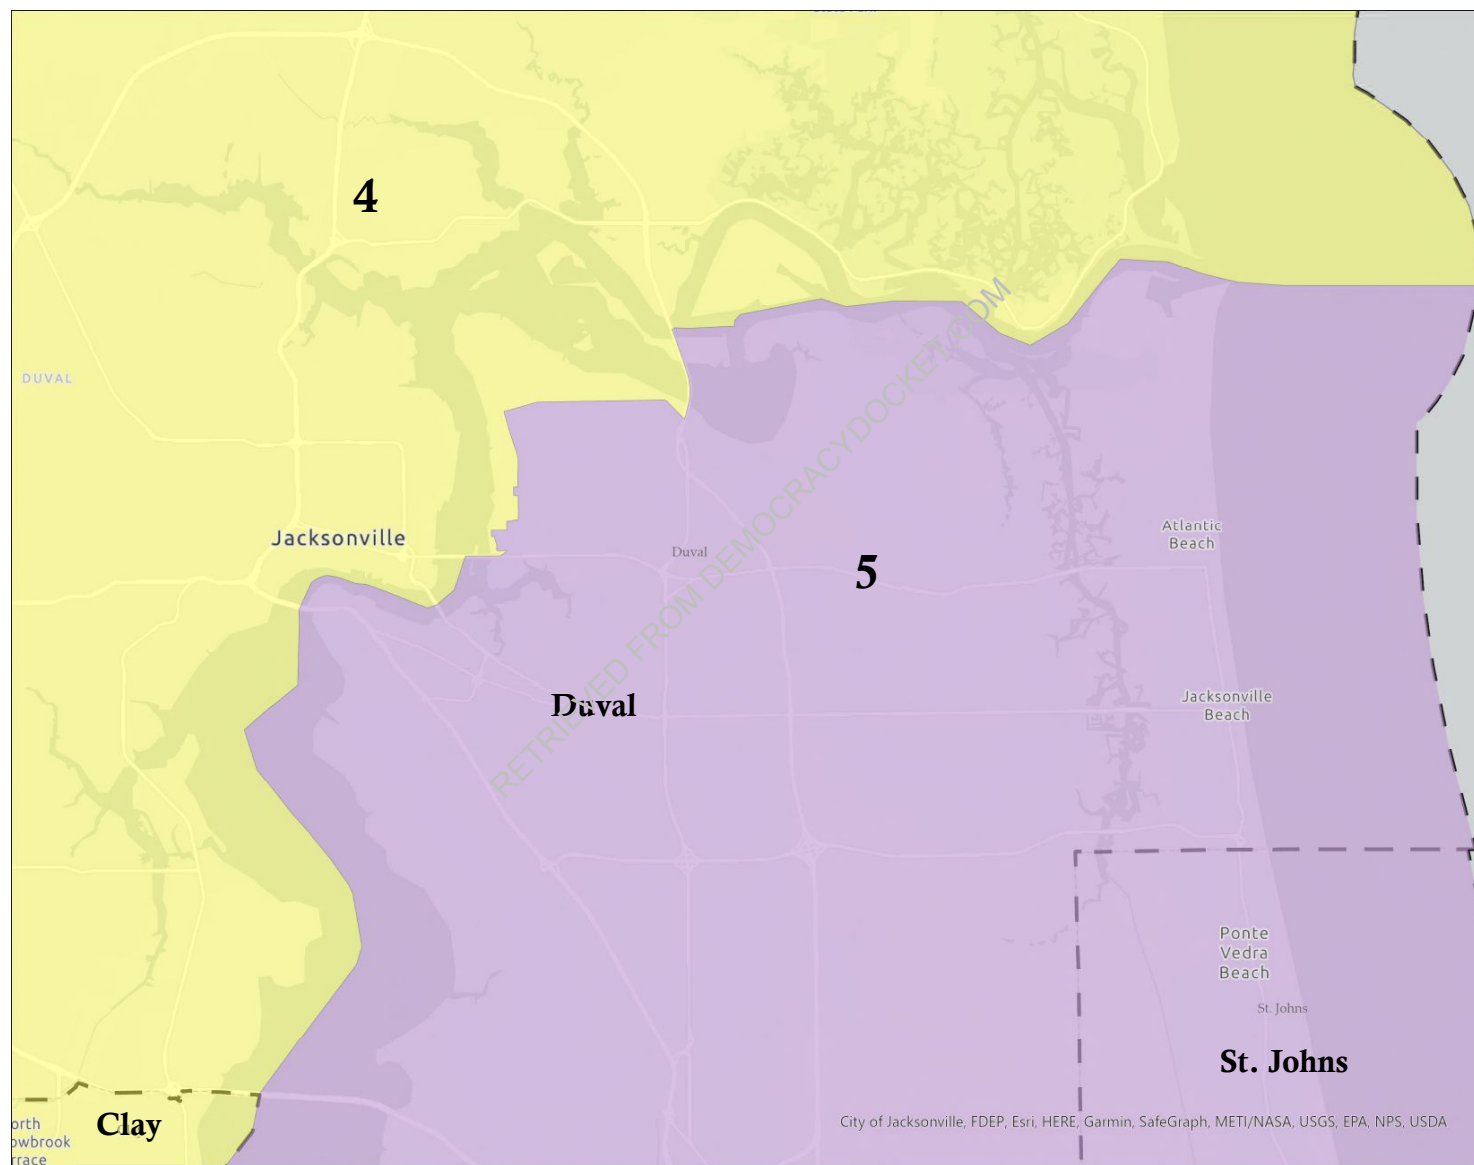 4
DUVAL
Jacksonville
Duval
5
Atlantic
Beach
Duval
Jacksonville
Beach
RETRIEVED FROM DEMOCRACYDOCKET.COM
Ponte
Vedra
Beach
St. Johns
St. Johns
Clay
City of Jacksonville, FDEP, Esri, HERE, Garmin, SafeGraph, METI/NASA, USGS, EPA, NPS, USDA
orth
owbrook
rrace